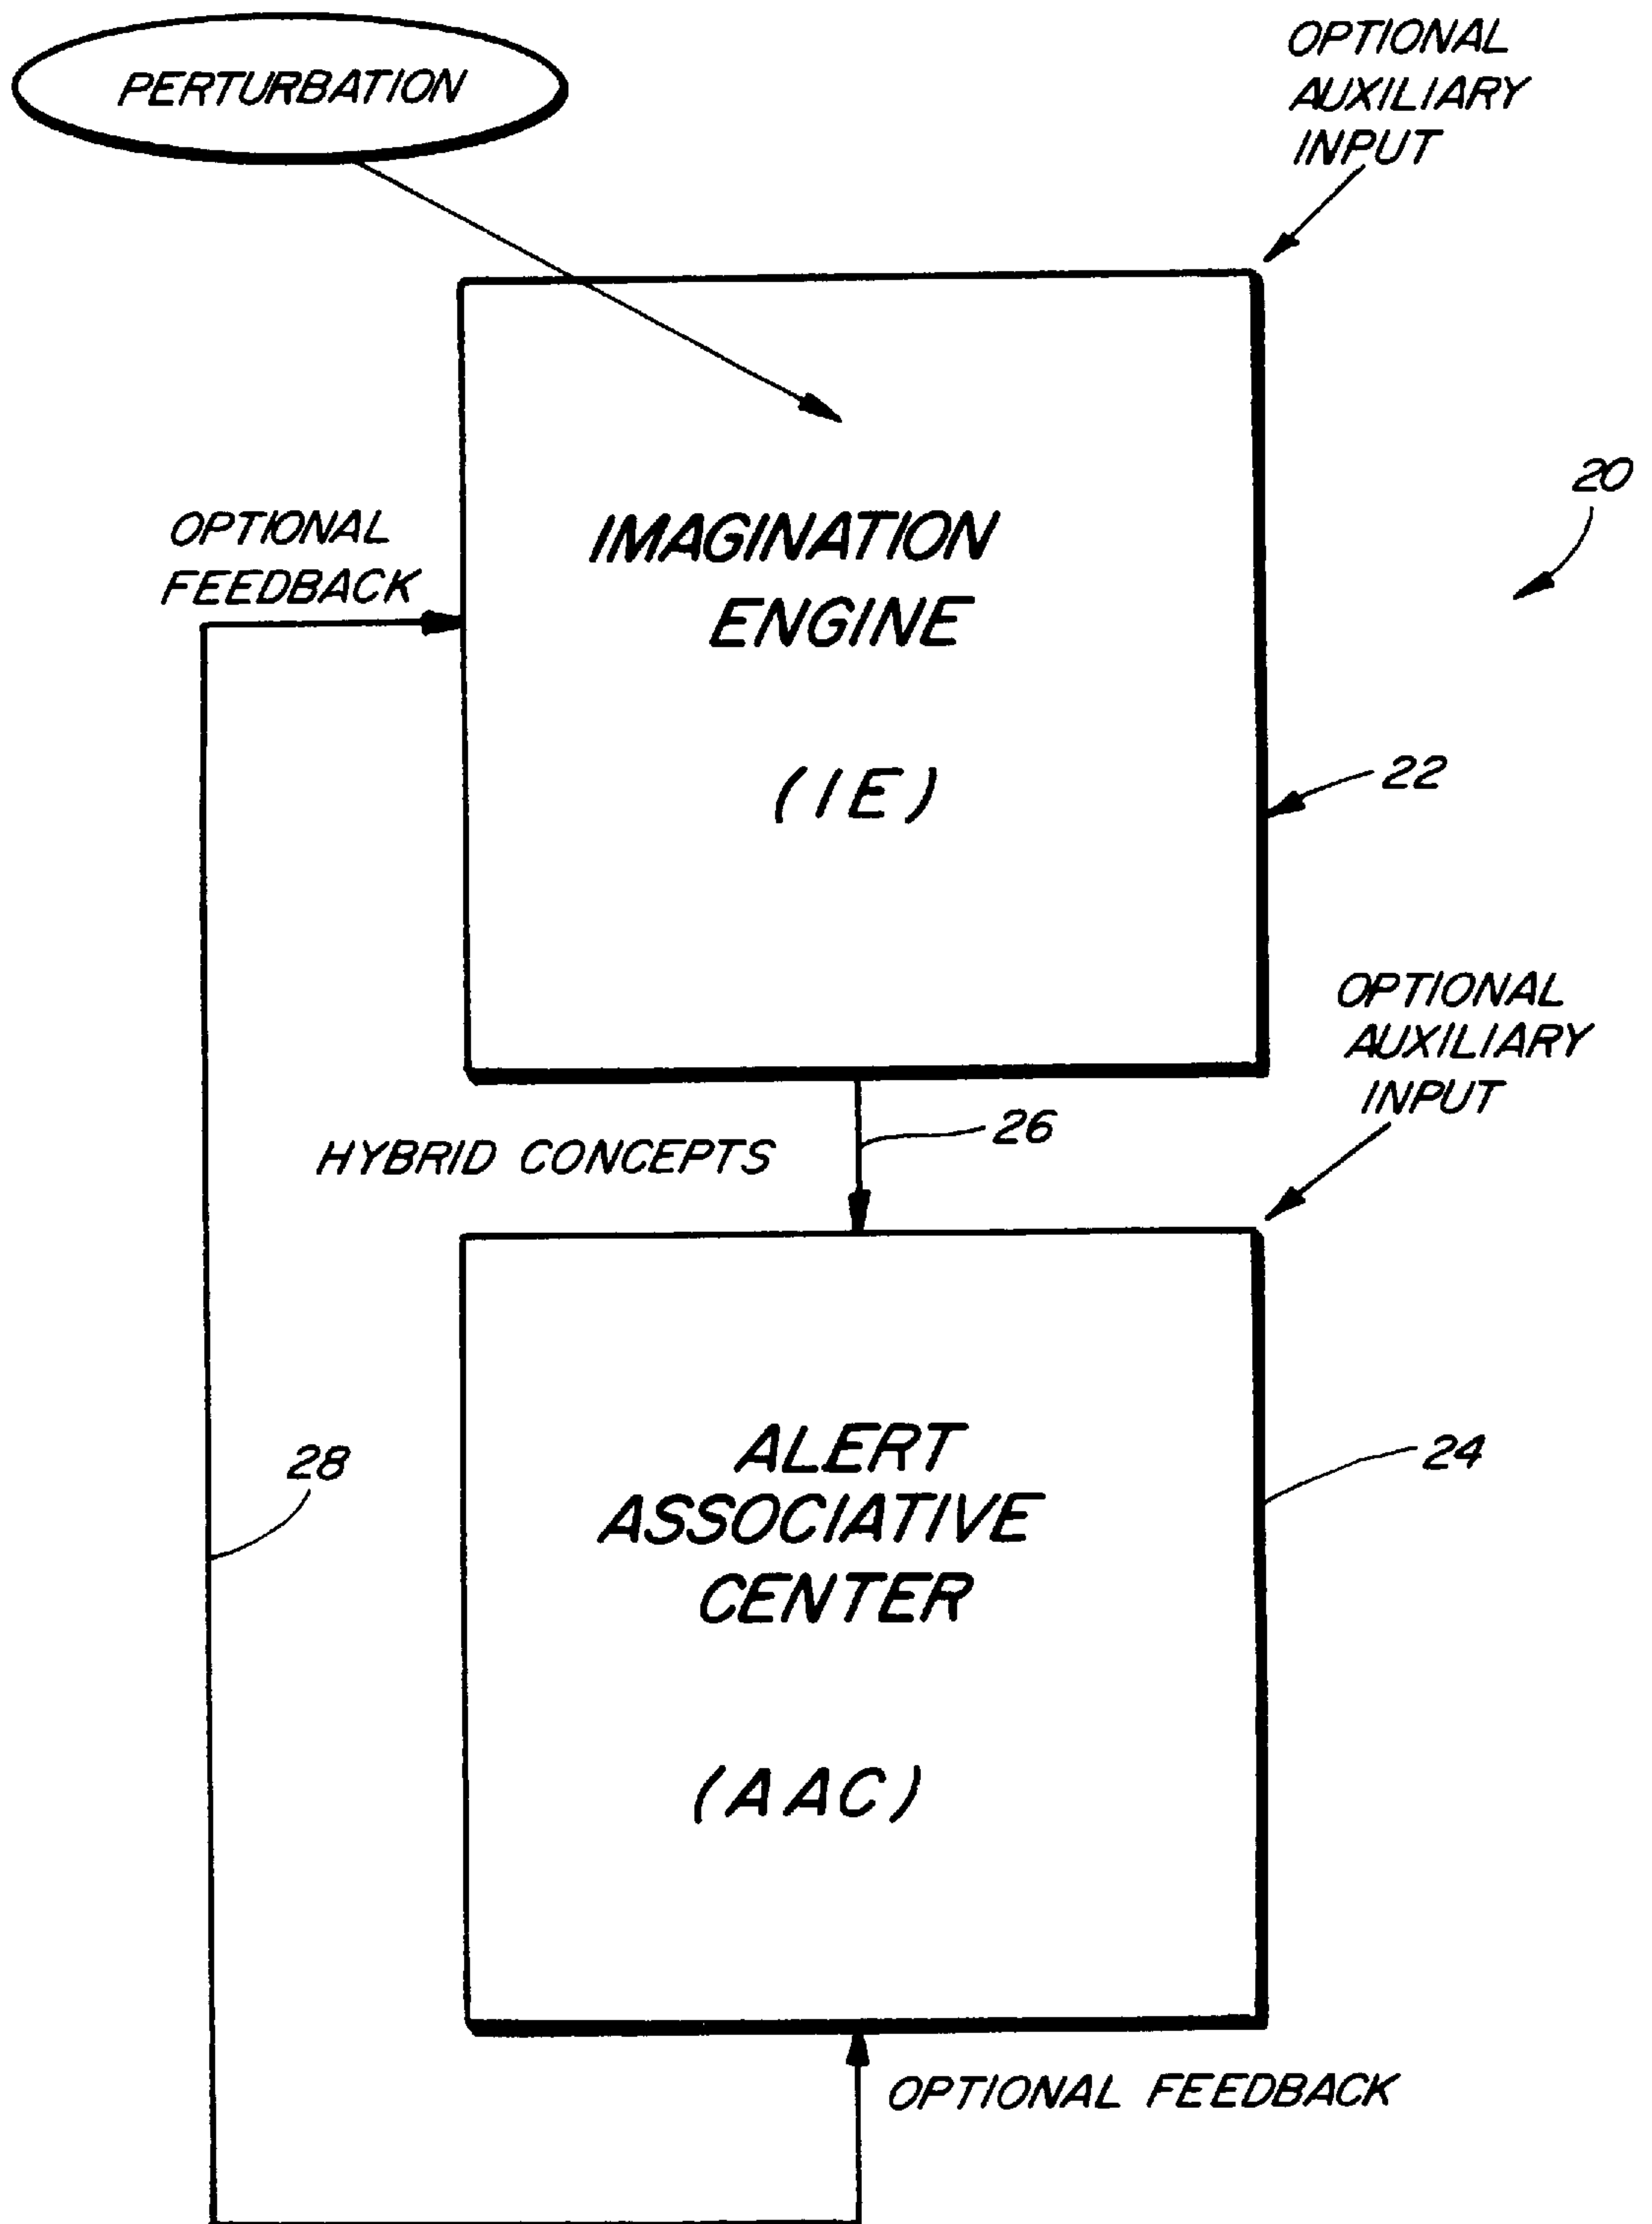 PERTURBATION
OPTIONAL
AUXILIARY
INPUT
20
OPTIONAL
FEEDBACK
IMAGINATION
ENGINE
(IE)
22
OPTIONAL
AUXILIARY
INPUT
26
HYBRID CONCEPTS
28
ALERT
ASSOCIATIVE
CENTER
24
(AAC)
OPTIONAL FEEDBACK